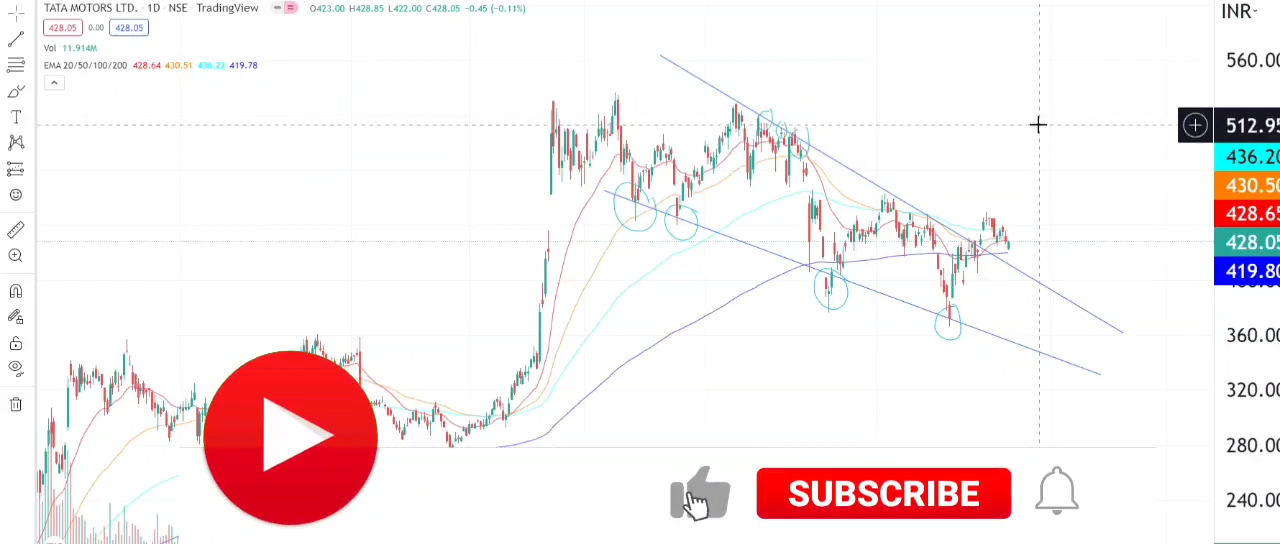 TATA MOTORS LTD. · 1D · NSE · TradingView O423.00 H428.85 L422.00 C428.05 -0.45 (-0.11%)
INR
428.05 0.00 428.05
Vol 11.914M
EMA 20/50/100/200 428.64 430.51 436.22 419.78
560.00
512.95
436.20
430.50
428.65
428.05
419.80
360.00
320.00
280.00
240.00
SUBSCRIBE